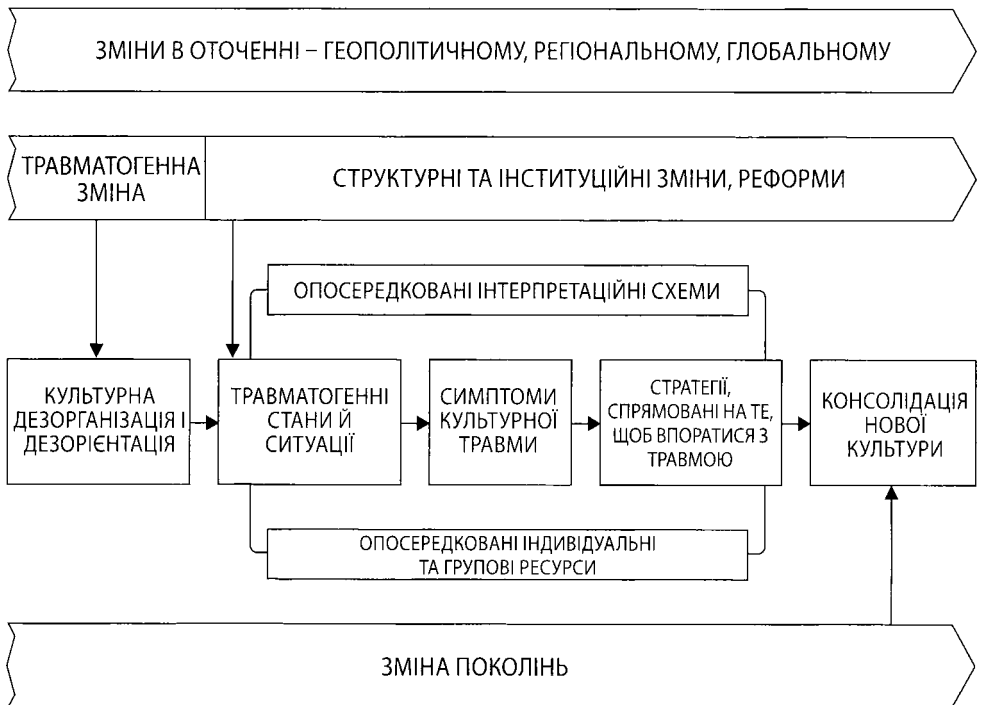 ЗМІНИ В ОТОЧЕННІ – ГЕОПОЛІТИЧНОМУ, РЕГІОНАЛЬНОМУ, ГЛОБАЛЬНОМУ
ТРАВМАТОГЕННА
ЗМІНА
СТРУКТУРНІ ТА ІНСТИТУЦІЙНІ ЗМІНИ, РЕФОРМИ
ОПОСЕРЕДКОВАНІ ІНТЕРПРЕТАЦІЙНІ СХЕМИ
КУЛЬТУРНА
ДЕЗОРГАНІЗАЦІЯ І
ДЕЗОРІЄНТАЦІЯ
ТРАВМАТОГЕННІ
СТАНИ Й
СИТУАЦІЇ
СИМПТОМИ
КУЛЬТУРНОЇ
ТРАВМИ
СТРАТЕГІЇ,
СПРЯМОВАНІ НА ТЕ,
ЩОБ ВПОРАТИСЯ З
ТРАВМОЮ
КОНСОЛІДАЦІЯ
НОВОЇ
КУЛЬТУРИ
ОПОСЕРЕДКОВАНІ ІНДИВІДУАЛЬНІ
ТА ГРУПОВІ РЕСУРСИ
ЗМІНА ПОКОЛІНЬ